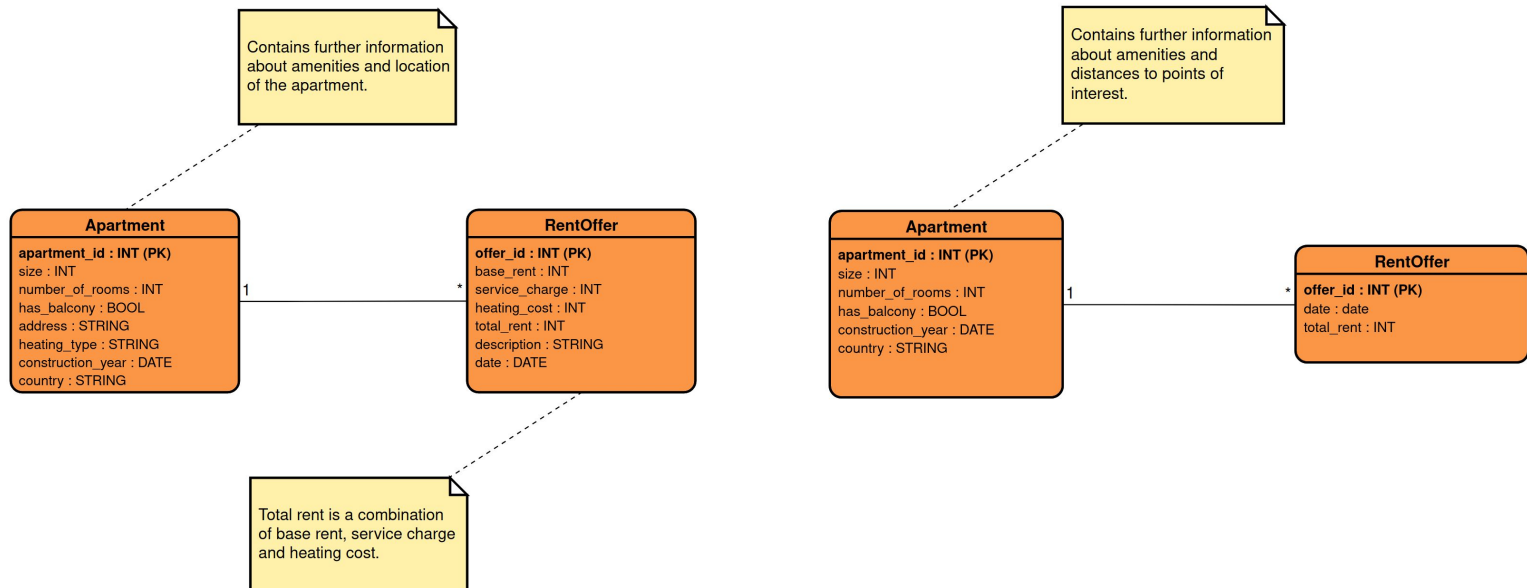 Contains further information
about amenities and location
of the apartment.
Apartment
apartment_id : INT (PK)
size : INT
number_of_rooms : INT
has_balcony : BOOL
address : STRING
heating_type : STRING
construction_year : DATE
country : STRING
1
*
RentOffer
offer_id : INT (PK)
base_rent : INT
service_charge : INT
heating_cost : INT
total_rent : INT
description : STRING
date : DATE
Total rent is a combination
of base rent, service charge
and heating cost.
Contains further information
about amenities and
distances to points of
interest.
Apartment
apartment_id : INT (PK)
size : INT
number_of_rooms : INT
has_balcony : BOOL
construction_year : DATE
country : STRING
1
*
RentOffer
offer_id : INT (PK)
date : date
total_rent : INT